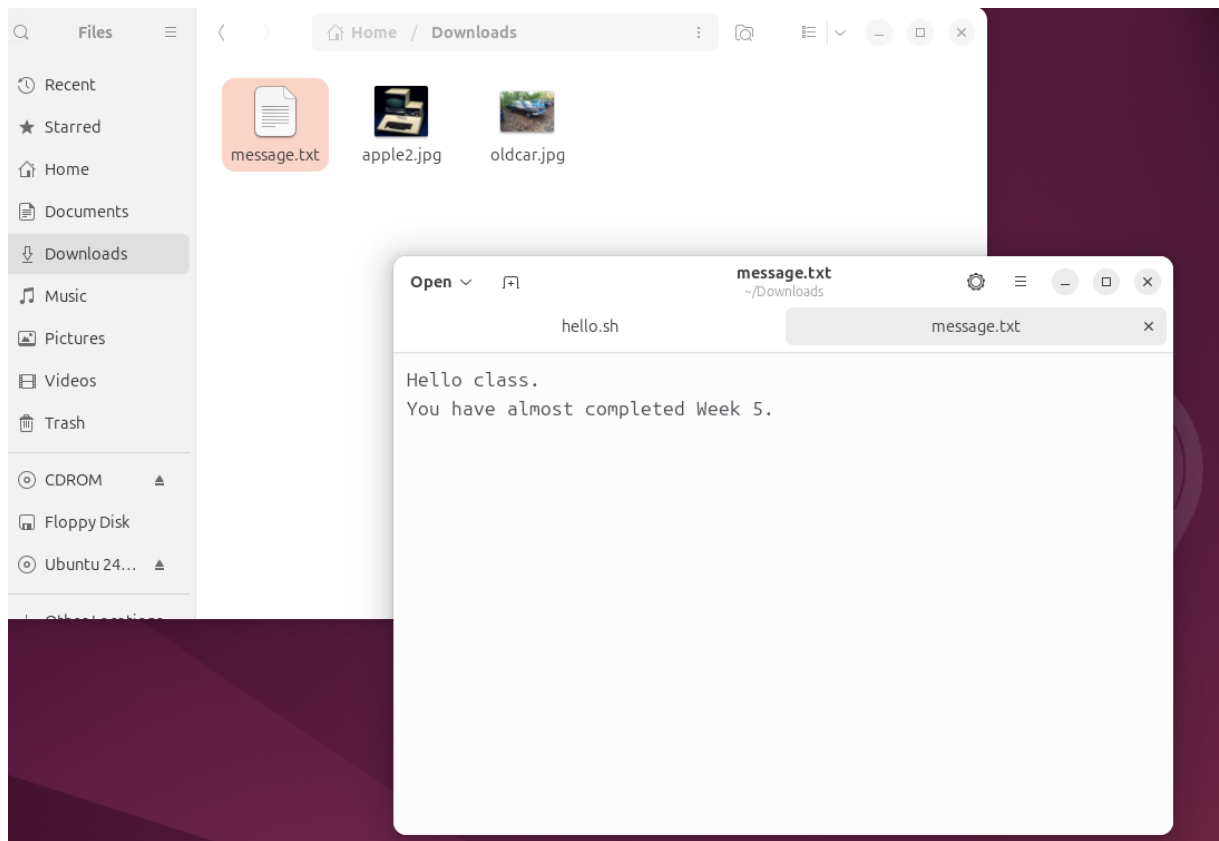 Files
Home / Downloads
Recent
Starred
Home
Documents
Downloads
Music
Pictures
Videos
Trash
CDROM
Floppy Disk
Ubuntu 24…
Other Locations
message.txt
apple2.jpg
oldcar.jpg
Open
message.txt
~/Downloads
hello.sh
message.txt
Hello class.
You have almost completed Week 5.